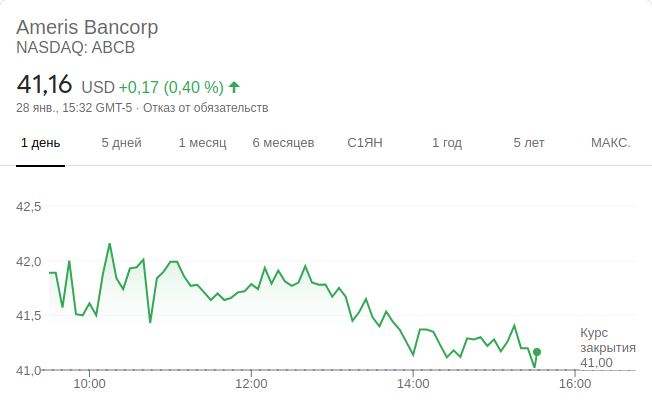 Ameris Bancorp
NASDAQ: ABCB
41,16 USD +0,17 (0,40 %)
28 янв., 15:32 GMT-5 · Отказ от обязательств
1 день 5 дней 1 месяц 6 месяцев С1ЯН 1 год 5 лет МАКС.
42,5
42,0
41,5
Курс
закрытия
41,00
41,0
10:00 12:00 14:00 16:00